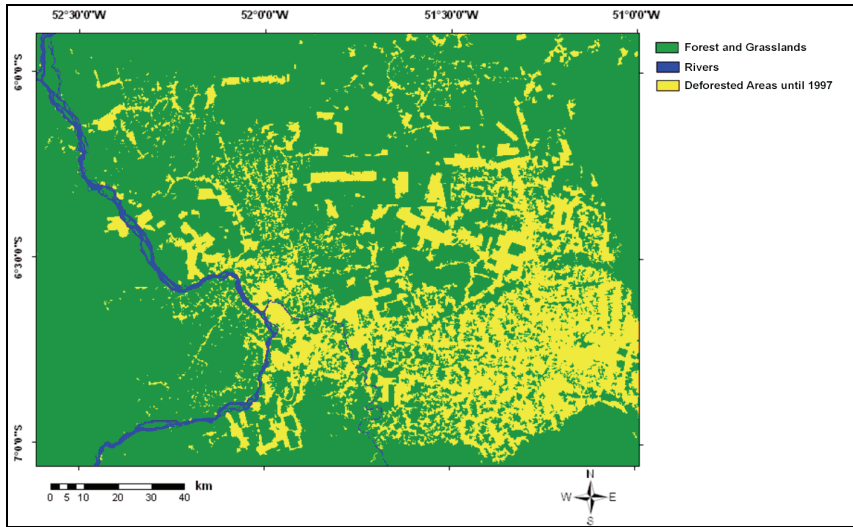 52°30'0"W 52°0'0"W 51°30'0"W 51°0'0"W
6°0'0"S
6°30'0"S
7°0'0"S
Forest and Grasslands
Rivers
Deforested Areas until 1997
km
0 5 10 20 30 40
N
W E
S